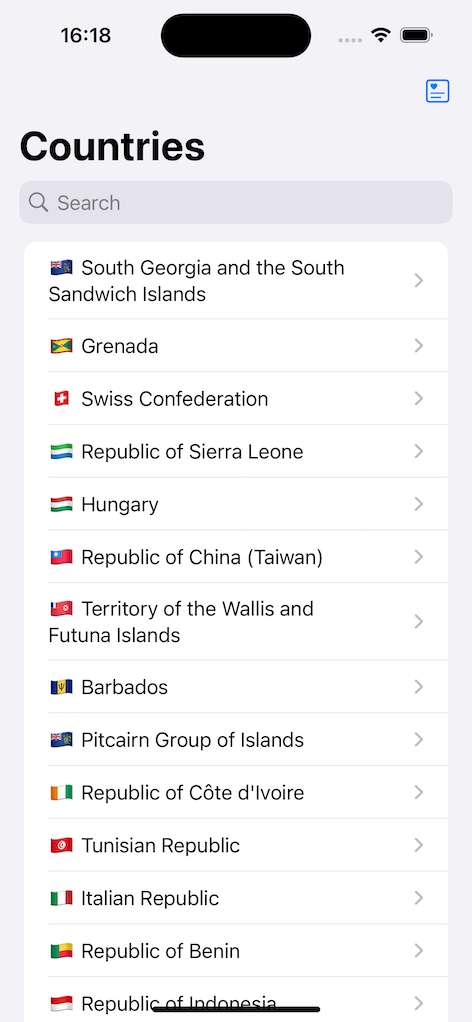 16:18
Countries
Search
South Georgia and the South
Sandwich Islands
Grenada
Swiss Confederation
Republic of Sierra Leone
Hungary
Republic of China (Taiwan)
Territory of the Wallis and
Futuna Islands
Barbados
Pitcairn Group of Islands
Republic of Côte d'Ivoire
Tunisian Republic
Italian Republic
Republic of Benin
Republic of Indonesia